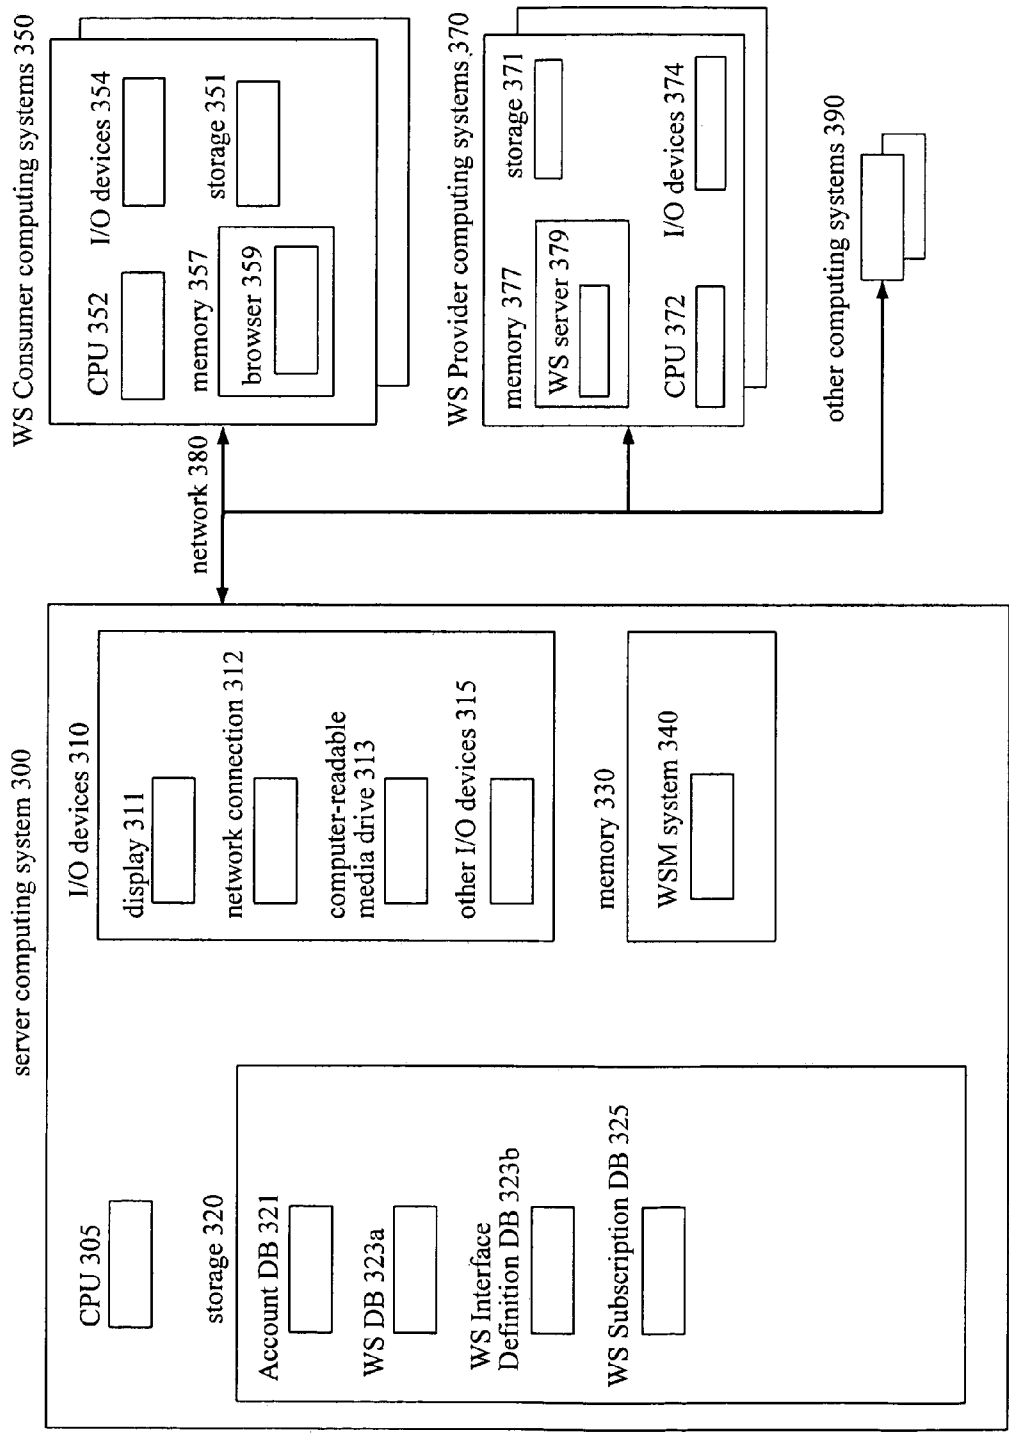 server computing system 300
CPU 305
storage 320
Account DB 321
WS DB 323a
WS Interface
Definition DB 323b
WS Subscription DB 325
I/O devices 310
display 311
network connection 312
computer-readable
media drive 313
other I/O devices 315
memory 330
WSM system 340
network 380
WS Consumer computing systems 350
CPU 352
I/O devices 354
memory 357
browser 359
storage 351
WS Provider computing systems 370
memory 377
WS server 379
storage 371
CPU 372
I/O devices 374
other computing systems 390